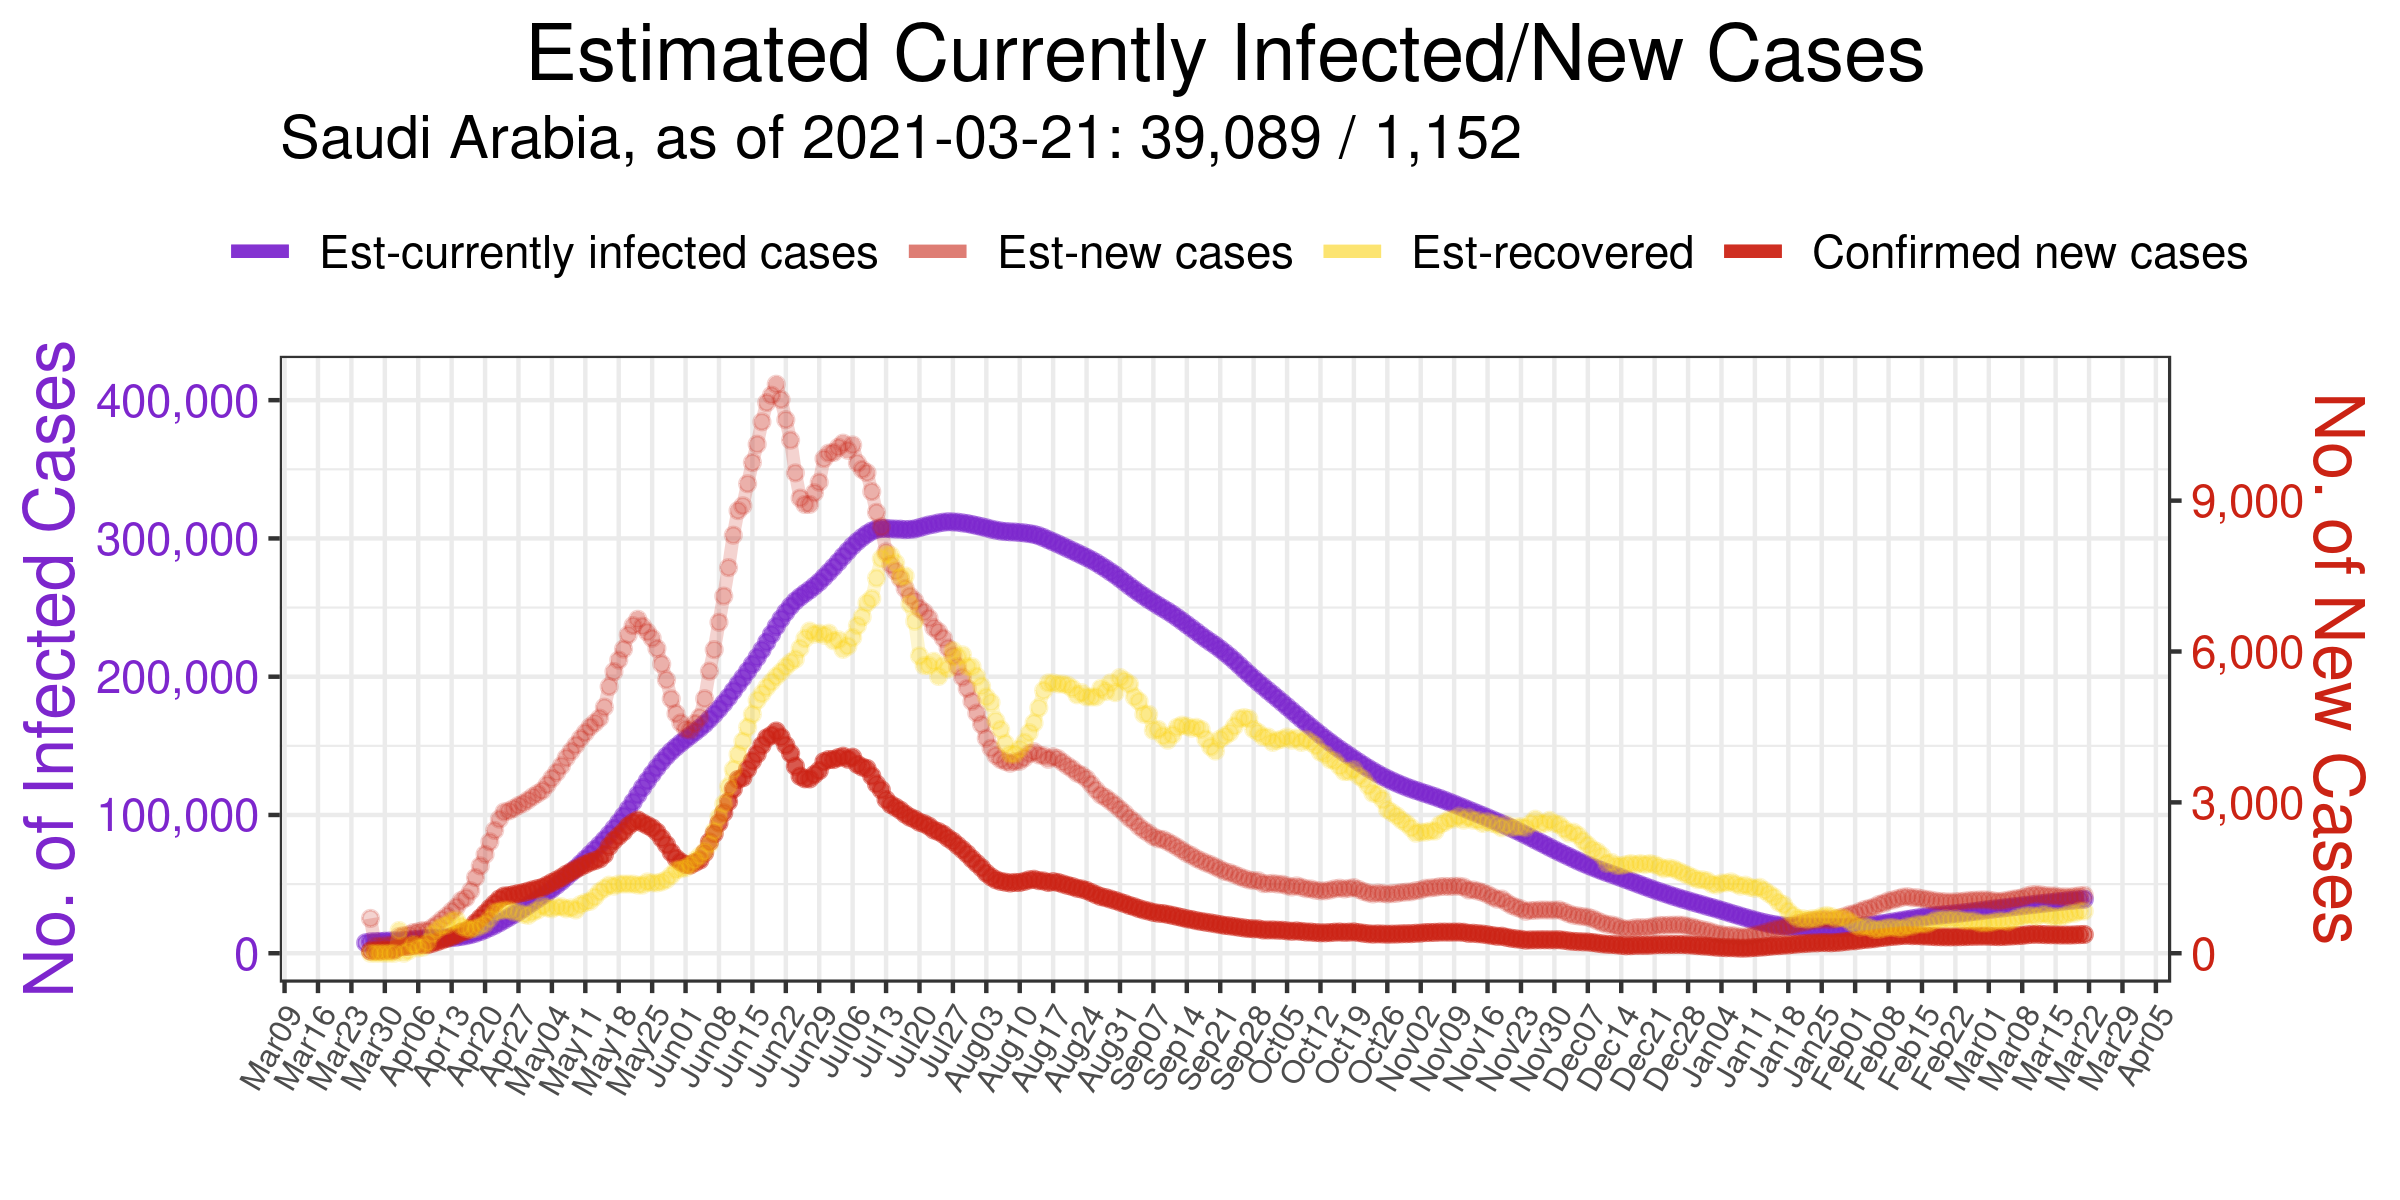 Estimated Currently Infected/New Cases
Saudi Arabia, as of 2021-03-21: 39,089 / 1,152
Est-currently infected cases Est-new cases Est-recovered Confirmed new cases
No. of Infected Cases
400,000
300,000
200,000
100,000
0
No. of New Cases
9,000
6,000
3,000
0
Mar09 Mar16 Mar23 Mar30 Apr06 Apr13 Apr20 Apr27 May04 May11 May18 May25 Jun01 Jun08 Jun15 Jun22 Jun29 Jul06 Jul13 Jul20 Jul27 Aug03 Aug10 Aug17 Aug24 Aug31 Sep07 Sep14 Sep21 Sep28 Oct05 Oct12 Oct19 Oct26 Nov02 Nov09 Nov16 Nov23 Nov30 Dec07 Dec14 Dec21 Dec28 Jan04 Jan11 Jan18 Jan25 Feb01 Feb08 Feb15 Feb22 Mar01 Mar08 Mar15 Mar22 Mar29 Apr05